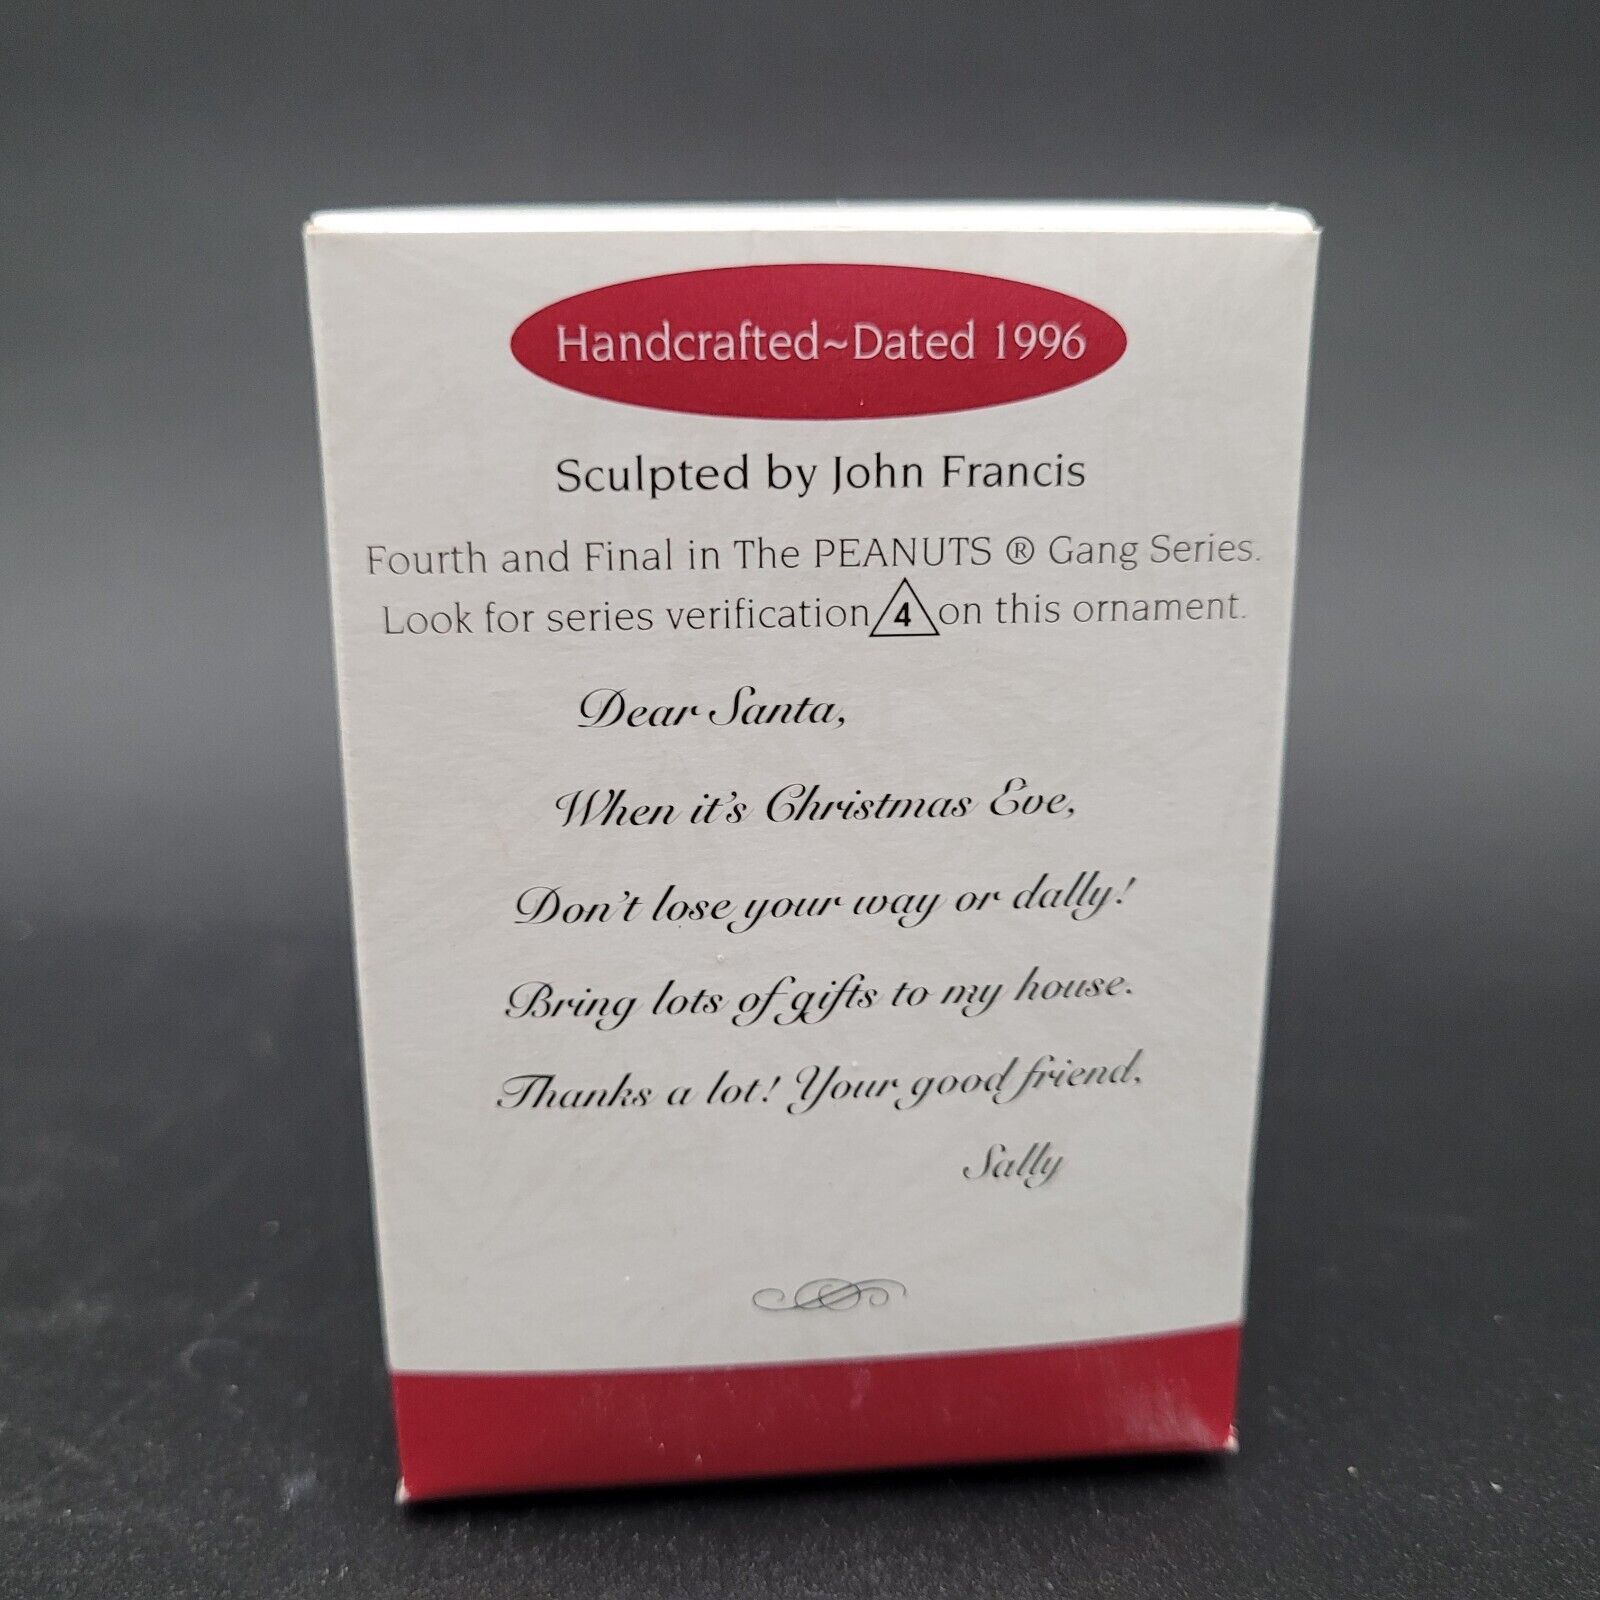 Handcrafted~Dated 1996
Sculpted by John Francis
Fourth and Final in The PEANUTS ® Gang Series.
Look for series verification 4 on this ornament.
Dear Santa,
When it's Christmas Eve,
Don't lose your way or dally!
Bring lots of gifts to my house.
Thanks a lot! Your good friend,
Sally